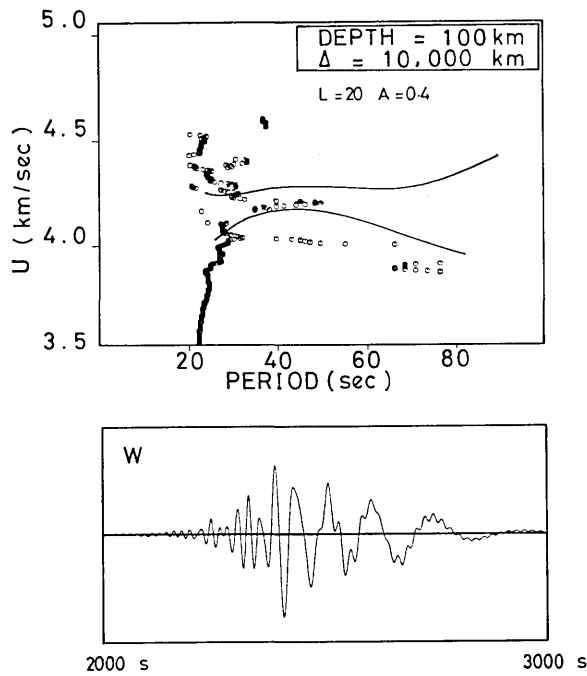 5.0
DEPTH = 100 km
Δ = 10,000 km
L=20 A=0·4
4.5
U (km/sec)
4.0
3.5
20 40 60 80
PERIOD (sec)
W
2000 s 3000 s